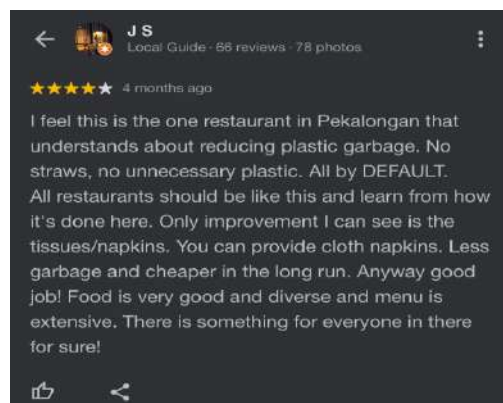 J S
Local Guide · 66 reviews · 78 photos
4 months ago
I feel this is the one restaurant in Pekalongan that
understands about reducing plastic garbage. No
straws, no unnecessary plastic. All by DEFAULT.
All restaurants should be like this and learn from how
it's done here. Only improvement I can see is the
tissues/napkins. You can provide cloth napkins. Less
garbage and cheaper in the long run. Anyway good
job! Food is very good and diverse and menu is
extensive. There is something for everyone in there
for sure!